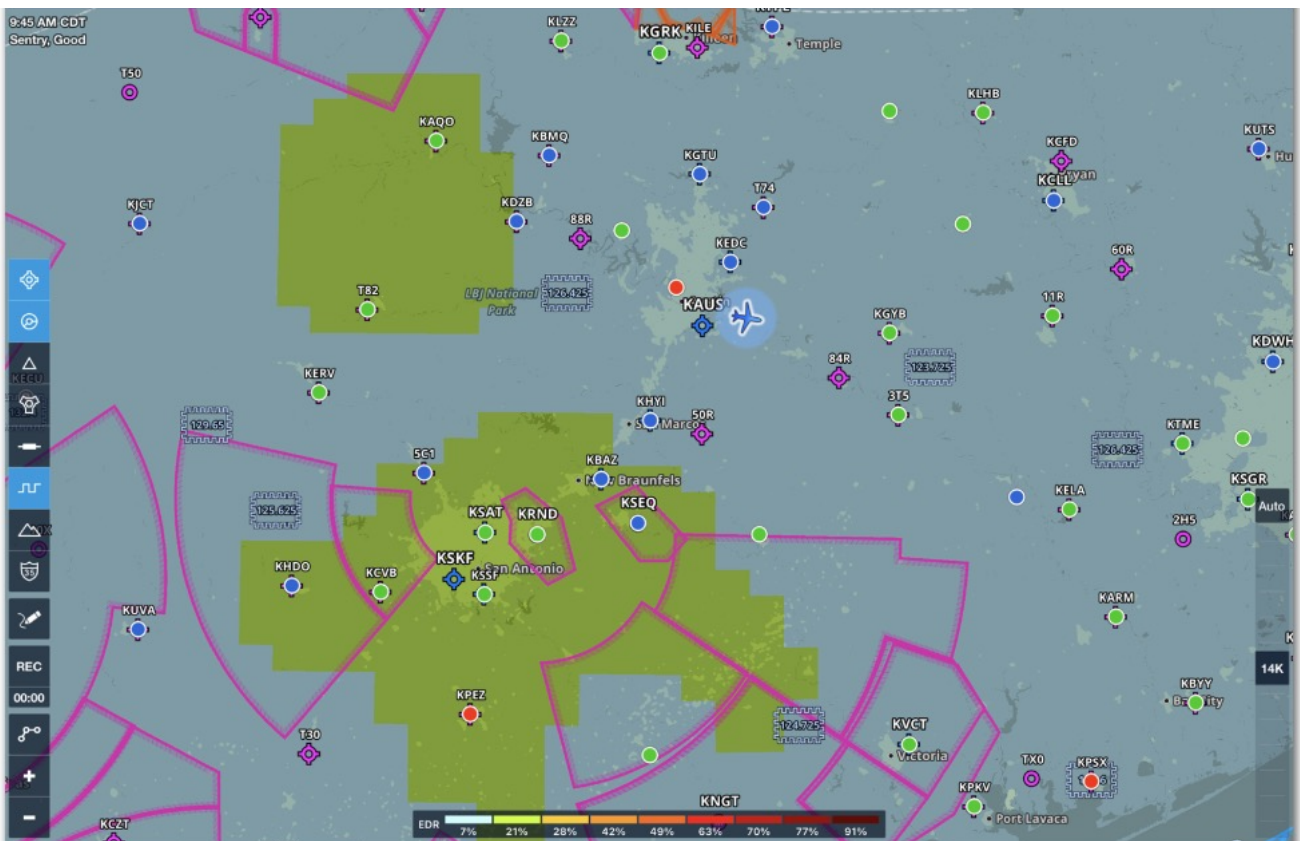 9:45 AM CDT
Sentry, Good
KLZZ
KGRK
KILE
Temple
T50
KLHB
KAQO
KBMQ
KGTU
KCFD
KUTS
KCLL
KJCT
KDZB
88R
T74
KEDC
60R
T82
LBJ National
Park
126.425
KAUS
KGYB
11R
KDWH
84R
123.725
KERV
129.65
KHYI
50R
3T5
KTME
126.425
5C1
KBAZ
New Braunfels
KELA
KSGR
125.625
KSAT
KRND
KSEQ
2H5
Auto
KSKF
San Antonio
KSSF
KHDO
KCVB
KUVA
KARM
REC
00:00
14K
KPEZ
KBYY
Bay City
T30
124.725
KVCT
Victoria
TX0
KPSX
KPKV
Port Lavaca
KNGT
KCZT
EDR
7% 21% 28% 42% 49% 63% 70% 77% 91%